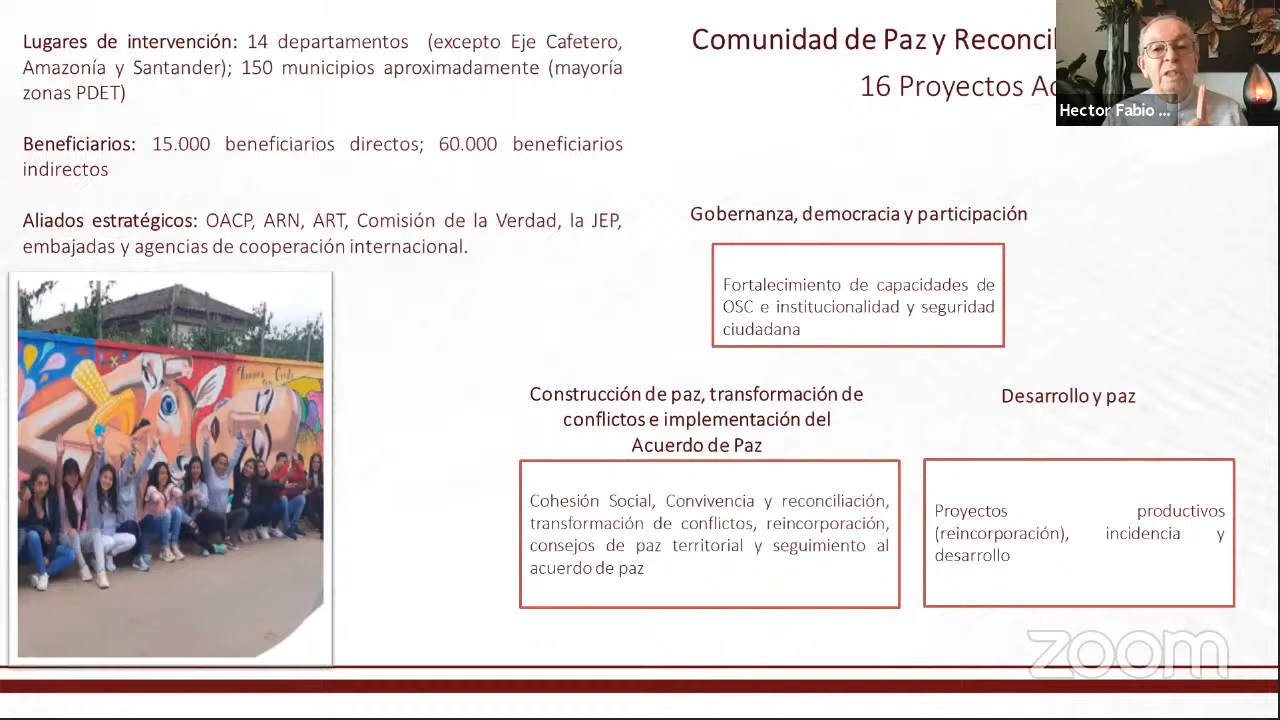 Lugares de intervención: 14 departamentos (excepto Eje Cafetero,
Amazonía y Santander); 150 municipios aproximadamente (mayoría
zonas PDET)
Beneficiarios: 15.000 beneficiarios directos; 60.000 beneficiarios
indirectos
Aliados estratégicos: OACP, ARN, ART, Comisión de la Verdad, la JEP,
embajadas y agencias de cooperación internacional.
Comunidad de Paz y Reconcil
16 Proyectos Ac
Hector Fabio ...
Gobernanza, democracia y participación
Fortalecimiento de capacidades de
OSC e institucionalidad y seguridad
ciudadana
Construcción de paz, transformación de
conflictos e implementación del
Acuerdo de Paz
Cohesión Social, Convivencia y reconciliación,
transformación de conflictos, reincorporación,
consejos de paz territorial y seguimiento al
acuerdo de paz
Desarrollo y paz
Proyectos productivos
(reincorporación), incidencia y
desarrollo
zoom